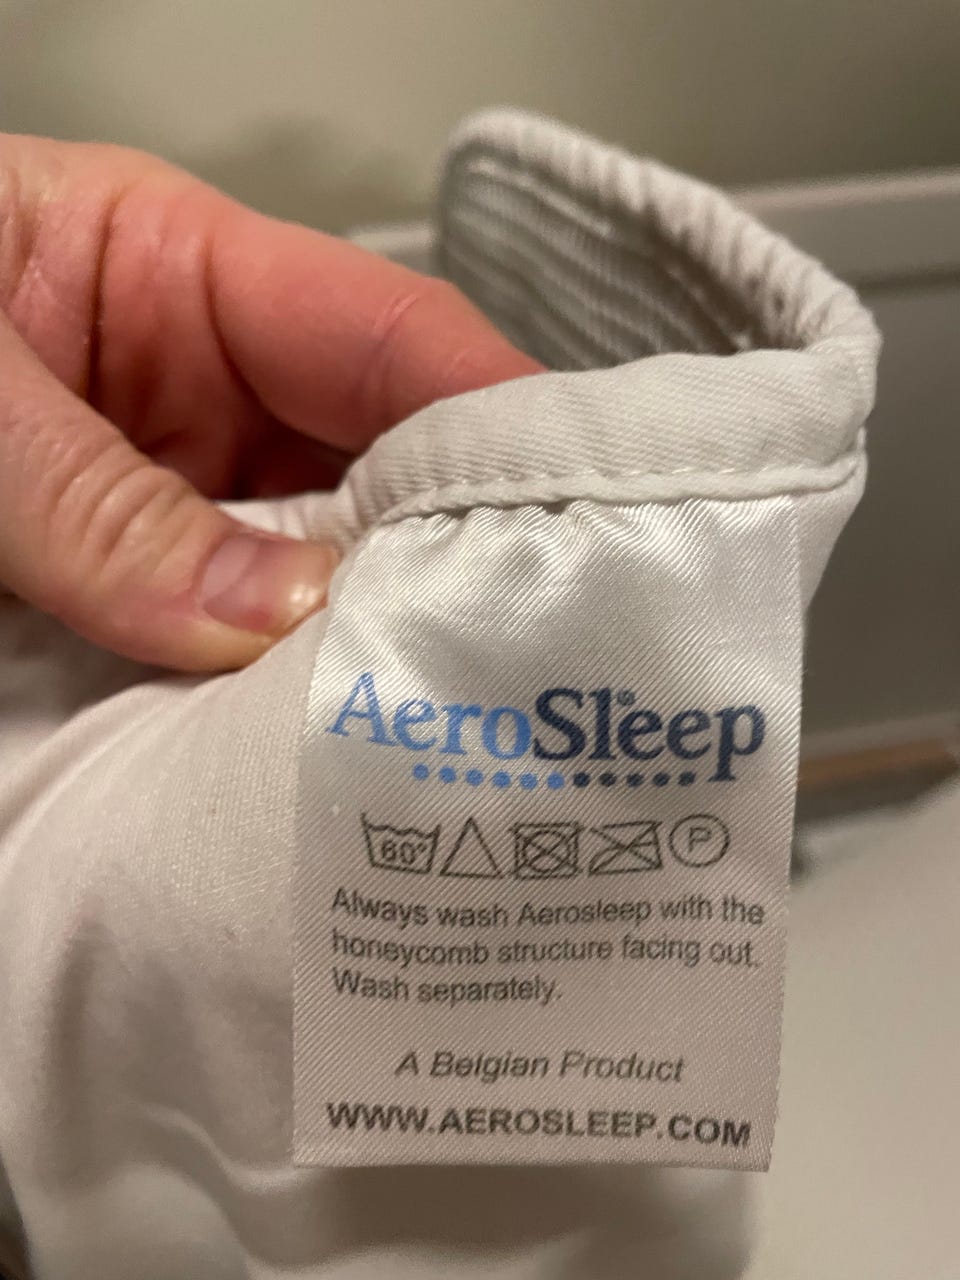 AeroSleep®
60° P
Always wash Aerosleep with the
honeycomb structure facing out.
Wash separately.
A Belgian Product
WWW.AEROSLEEP.COM